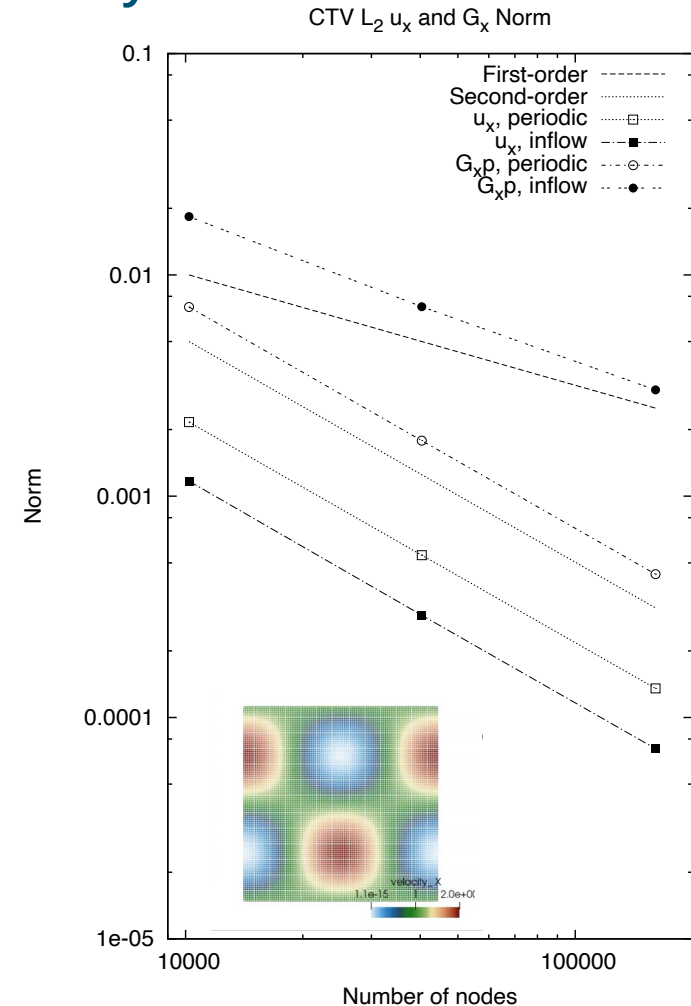 CTV L2 ux and Gx Norm
0.1
First-order
Second-order
ux, periodic
ux, inflow
Gxp, periodic
Gxp, inflow
0.01
0.001
0.0001
1e-05
Norm
velocity_X
1.1e-15 1 2.0e+0
10000 100000
Number of nodes